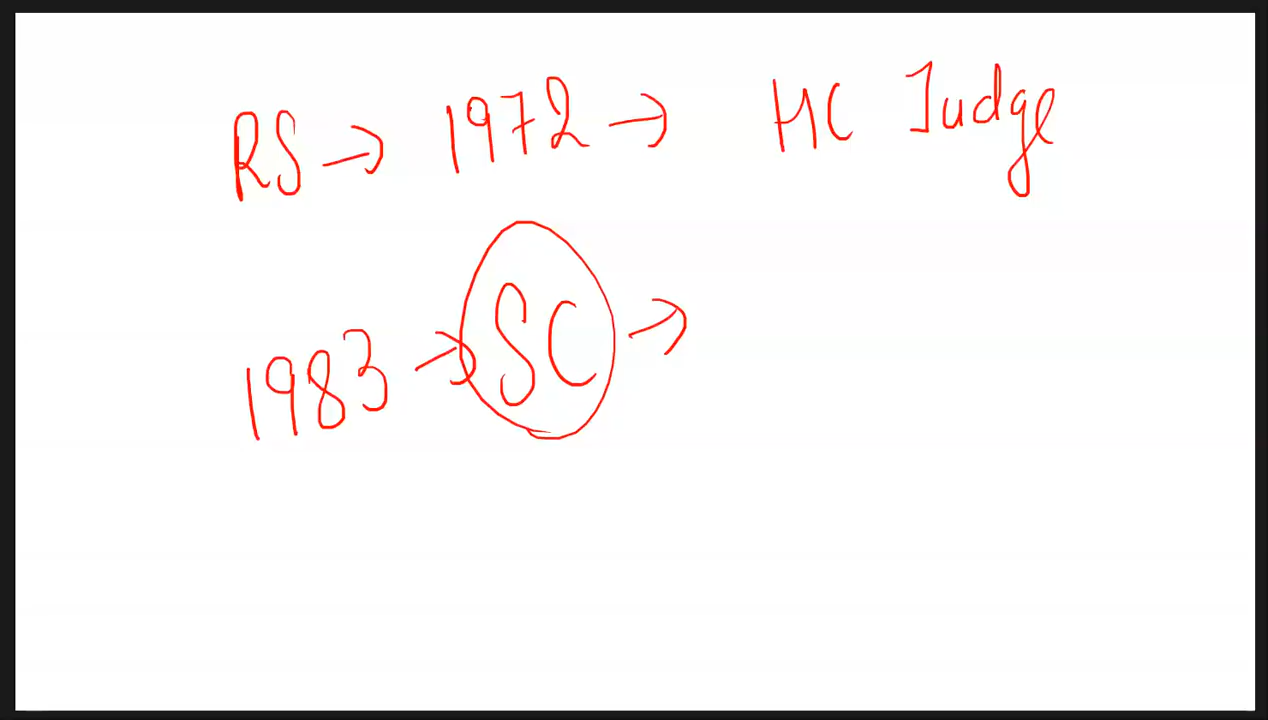 RS → 1972 → HC Judge
1983 → SC →